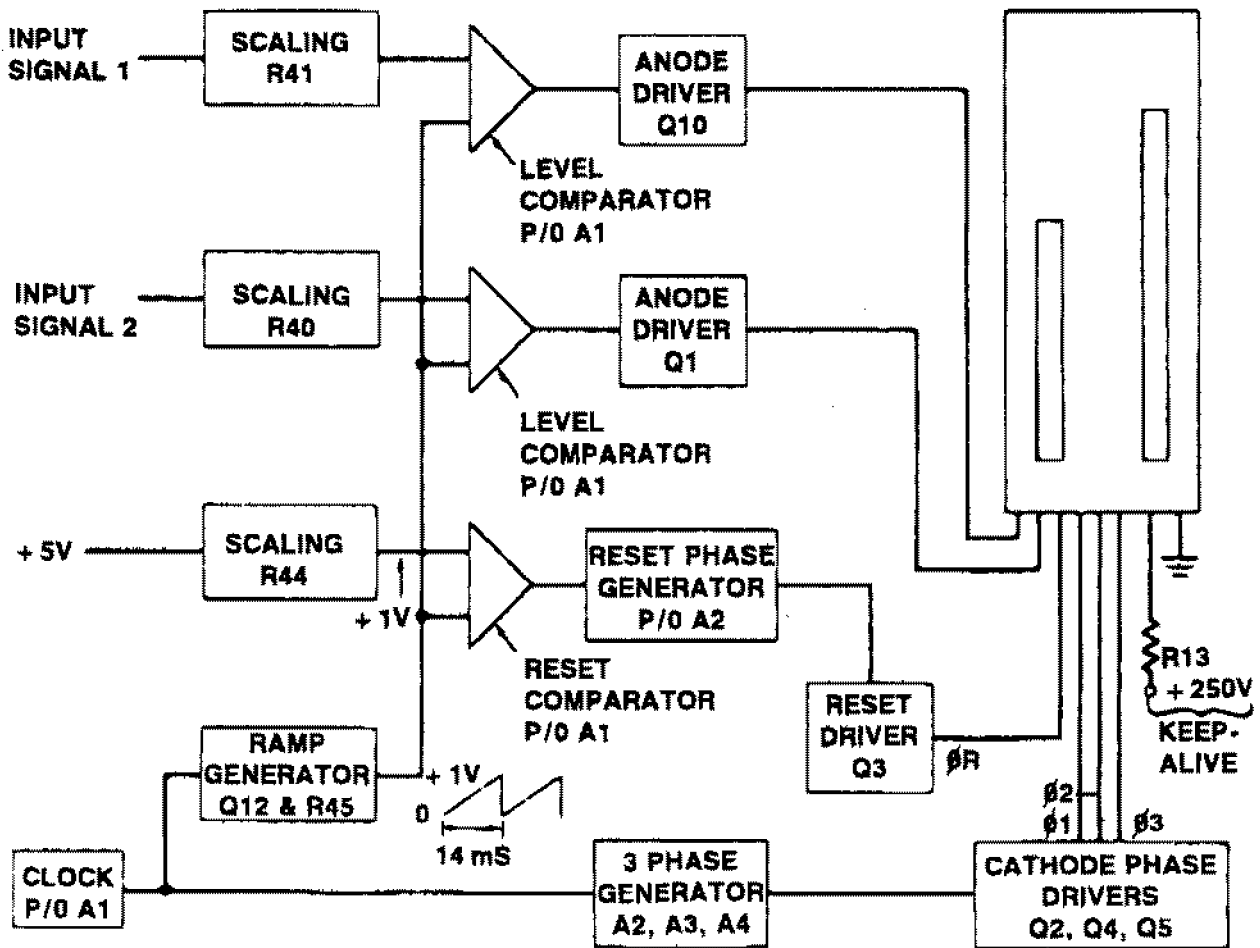 INPUT
SIGNAL 1
SCALING
R41
ANODE
DRIVER
Q10
LEVEL
COMPARATOR
P/0 A1
INPUT
SIGNAL 2
SCALING
R40
ANODE
DRIVER
Q1
LEVEL
COMPARATOR
P/0 A1
+ 5V
SCALING
R44
+ 1V
RESET PHASE
GENERATOR
P/0 A2
RESET
COMPARATOR
P/0 A1
RESET
DRIVER
Q3
ØR
R13
+ 250V
KEEP-
ALIVE
RAMP
GENERATOR
Q12 & R45
+ 1V
0
14 mS
Ø2
Ø1
Ø3
CLOCK
P/0 A1
3 PHASE
GENERATOR
A2, A3, A4
CATHODE PHASE
DRIVERS
Q2, Q4, Q5